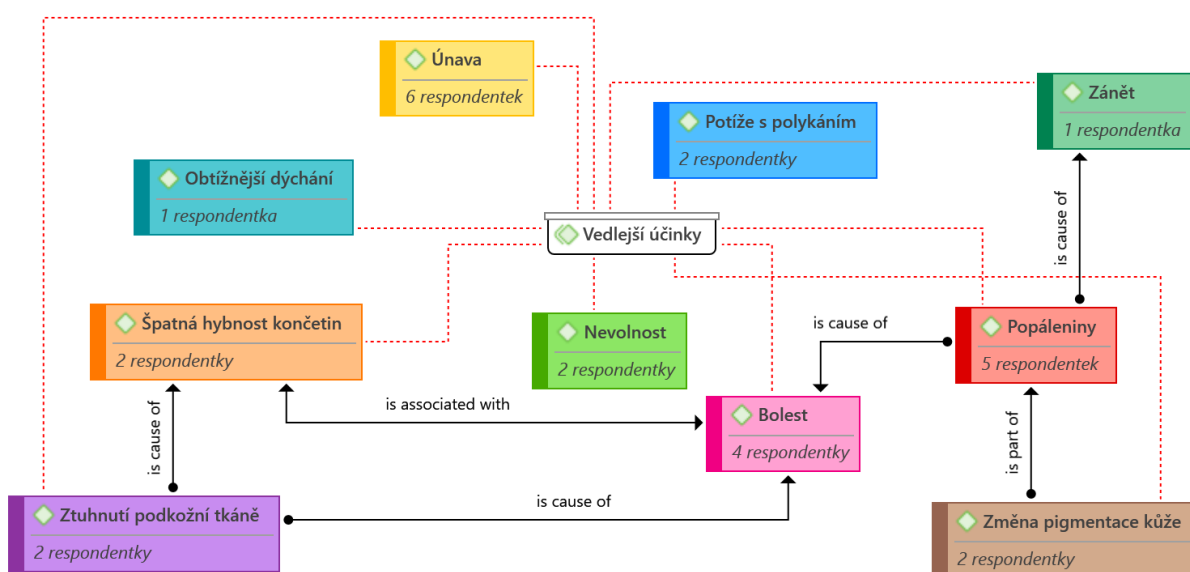 Únava
6 respondentek
Zánět
1 respondentka
Potíže s polykáním
2 respondentky
Obtížnější dýchání
1 respondentka
Vedlejší účinky
is cause of
Špatná hybnost končetin
2 respondentky
Nevolnost
2 respondentky
is cause of
Popáleniny
5 respondentek
is associated with
Bolest
4 respondentky
is cause of
is part of
is cause of
Ztuhnutí podkožní tkáně
2 respondentky
Změna pigmentace kůže
2 respondentky